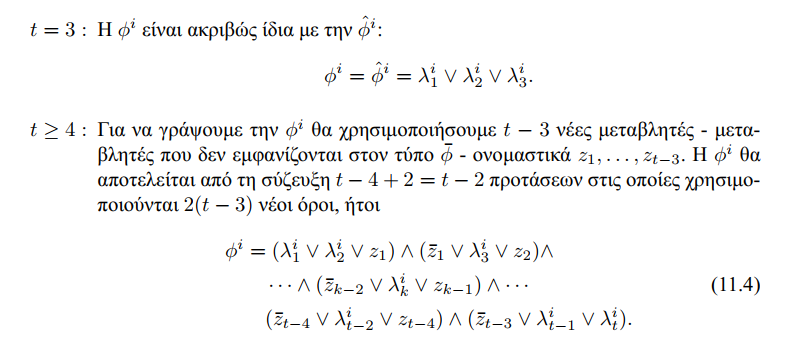 t = 3 : Η ϕ^i είναι ακριβώς ίδια με την ϕ̂^i:
ϕ^i = ϕ̂^i = λ_1^i ∨ λ_2^i ∨ λ_3^i.
t ≥ 4 : Για να γράψουμε την ϕ^i θα χρησιμοποιήσουμε t − 3 νέες μεταβλητές - μετα-
βλητές που δεν εμφανίζονται στον τύπο ϕ̄ - ονομαστικά z_1, . . . , z_{t−3}. Η ϕ^i θα
αποτελείται από τη σύζευξη t − 4 + 2 = t − 2 προτάσεων στις οποίες χρησιμο-
ποιούνται 2(t − 3) νέοι όροι, ήτοι
ϕ^i = (λ_1^i ∨ λ_2^i ∨ z_1) ∧ (z̄_1 ∨ λ_3^i ∨ z_2)∧
· · · ∧ (z̄_{k−2} ∨ λ_k^i ∨ z_{k−1}) ∧ · · · (11.4)
(z̄_{t−4} ∨ λ_{t−2}^i ∨ z_{t−4}) ∧ (z̄_{t−3} ∨ λ_{t−1}^i ∨ λ_t^i).